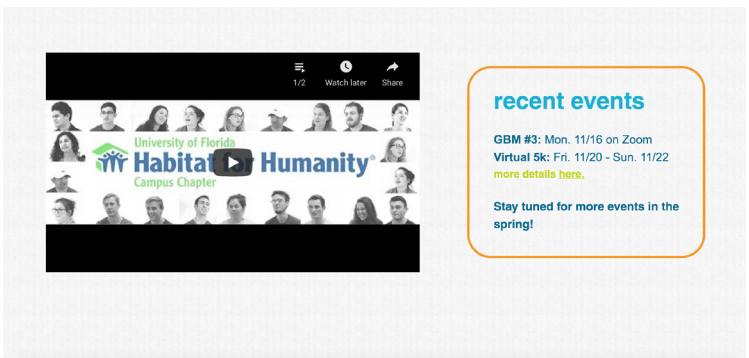 1/2
Watch later
Share
University of Florida
Habitat for Humanity®
Campus Chapter
recent events
GBM #3: Mon. 11/16 on Zoom
Virtual 5k: Fri. 11/20 - Sun. 11/22
more details here.
Stay tuned for more events in the
spring!